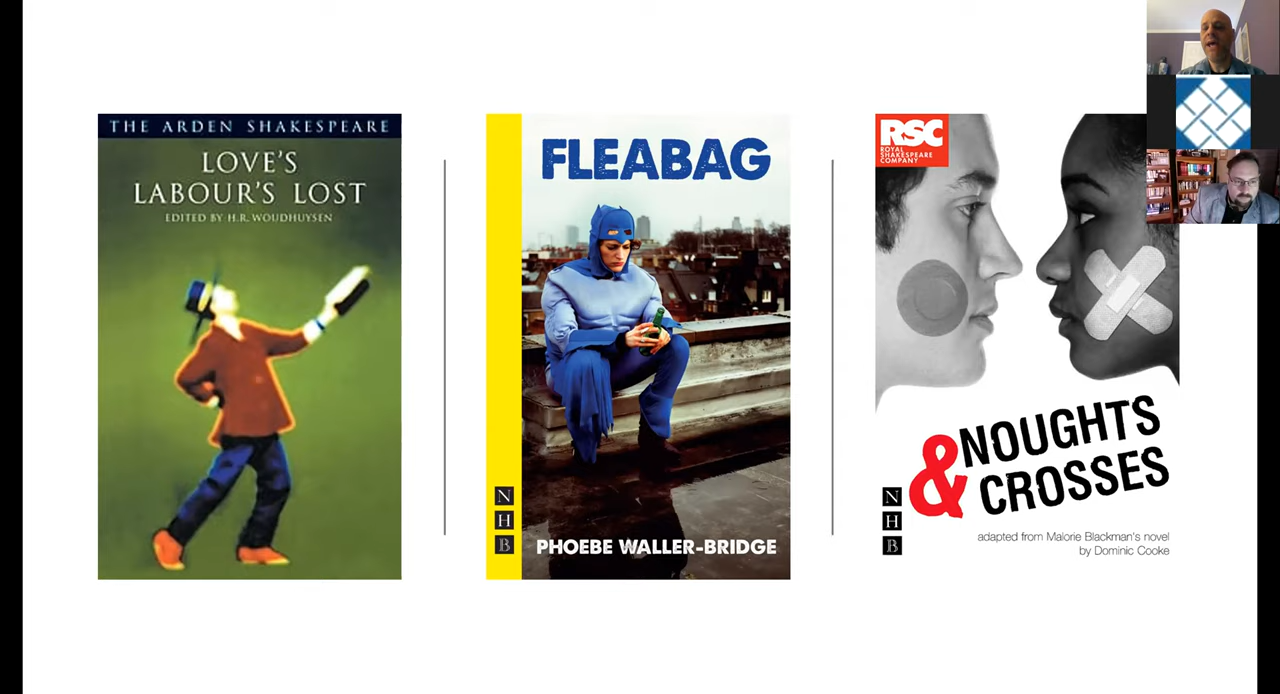 THE ARDEN SHAKESPEARE
LOVE'S
LABOUR'S LOST
EDITED BY H.R. WOUDHUYSEN
FLEABAG
N
H
B
PHOEBE WALLER-BRIDGE
RSC
ROYAL
SHAKESPEARE
COMPANY
NOUGHTS
& CROSSES
N
H
B
adapted from Malorie Blackman's novel
by Dominic Cooke